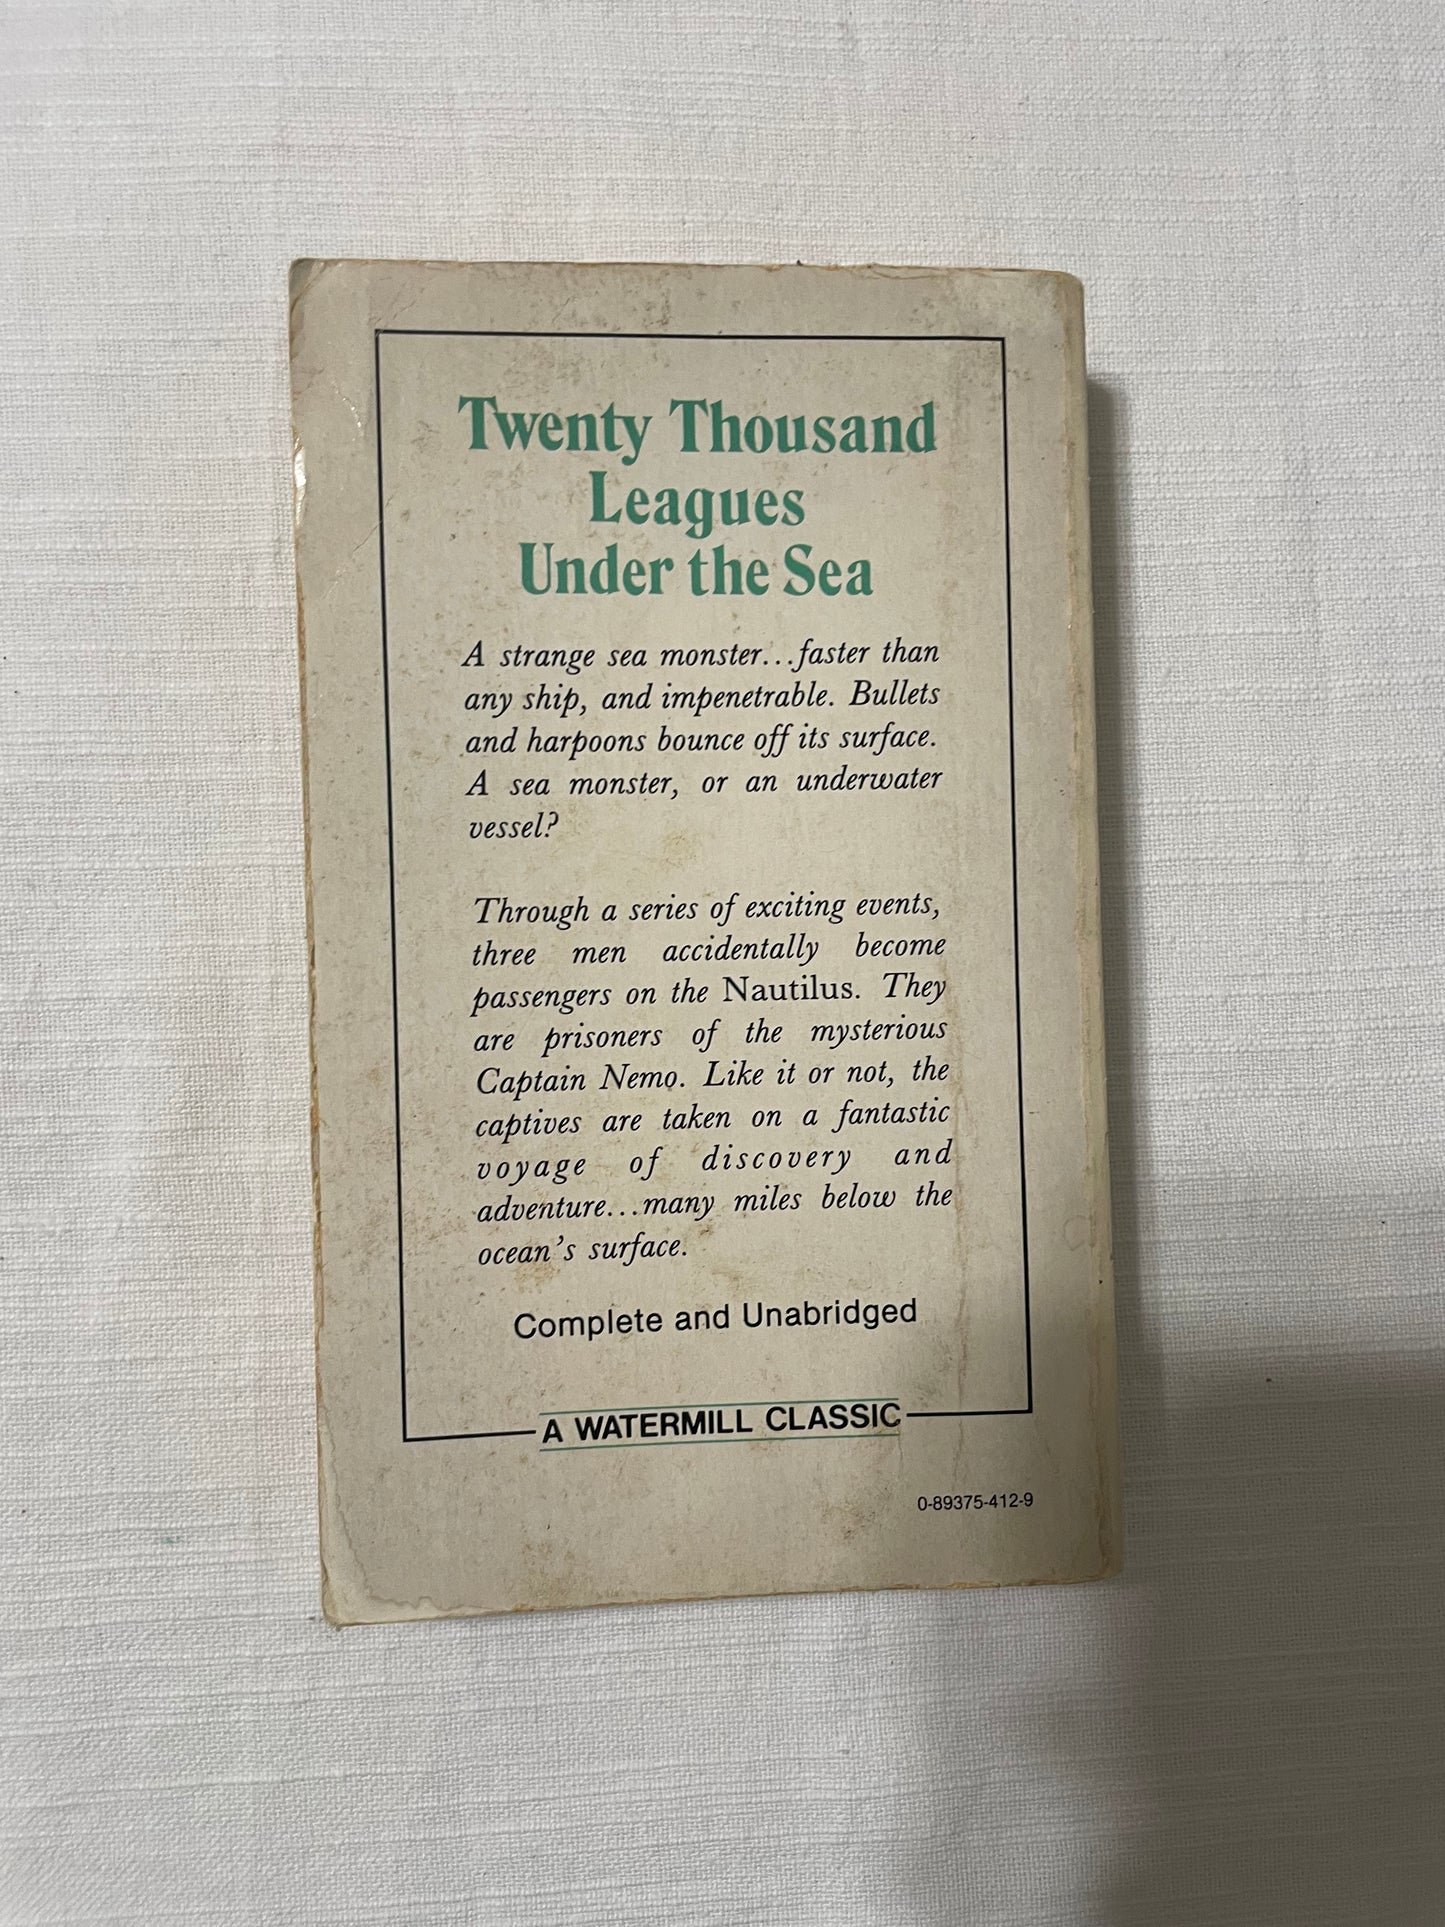 Twenty Thousand
Leagues
Under the Sea
A strange sea monster...faster than
any ship, and impenetrable. Bullets
and harpoons bounce off its surface.
A sea monster, or an underwater
vessel?
Through a series of exciting events,
three men accidentally become
passengers on the Nautilus. They
are prisoners of the mysterious
Captain Nemo. Like it or not, the
captives are taken on a fantastic
voyage of discovery and
adventure...many miles below the
ocean's surface.
Complete and Unabridged
A WATERMILL CLASSIC
0-89375-412-9